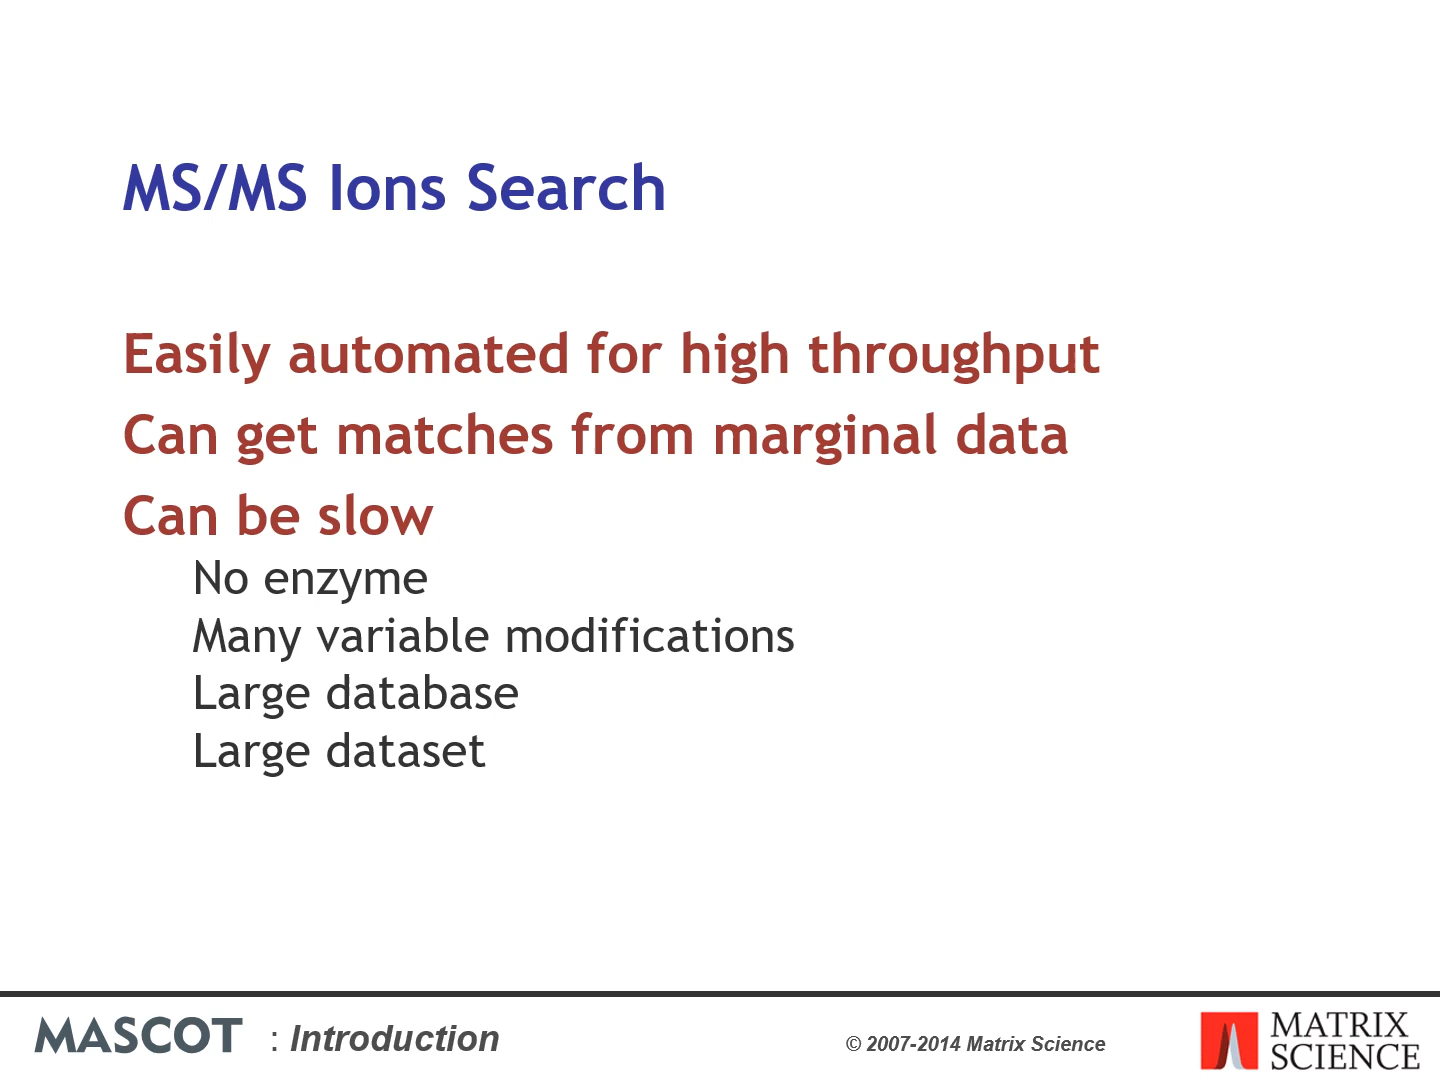 MS/MS Ions Search
Easily automated for high throughput
Can get matches from marginal data
Can be slow
No enzyme
Many variable modifications
Large database
Large dataset
MASCOT : Introduction
© 2007-2014 Matrix Science
MATRIX
SCIENCE